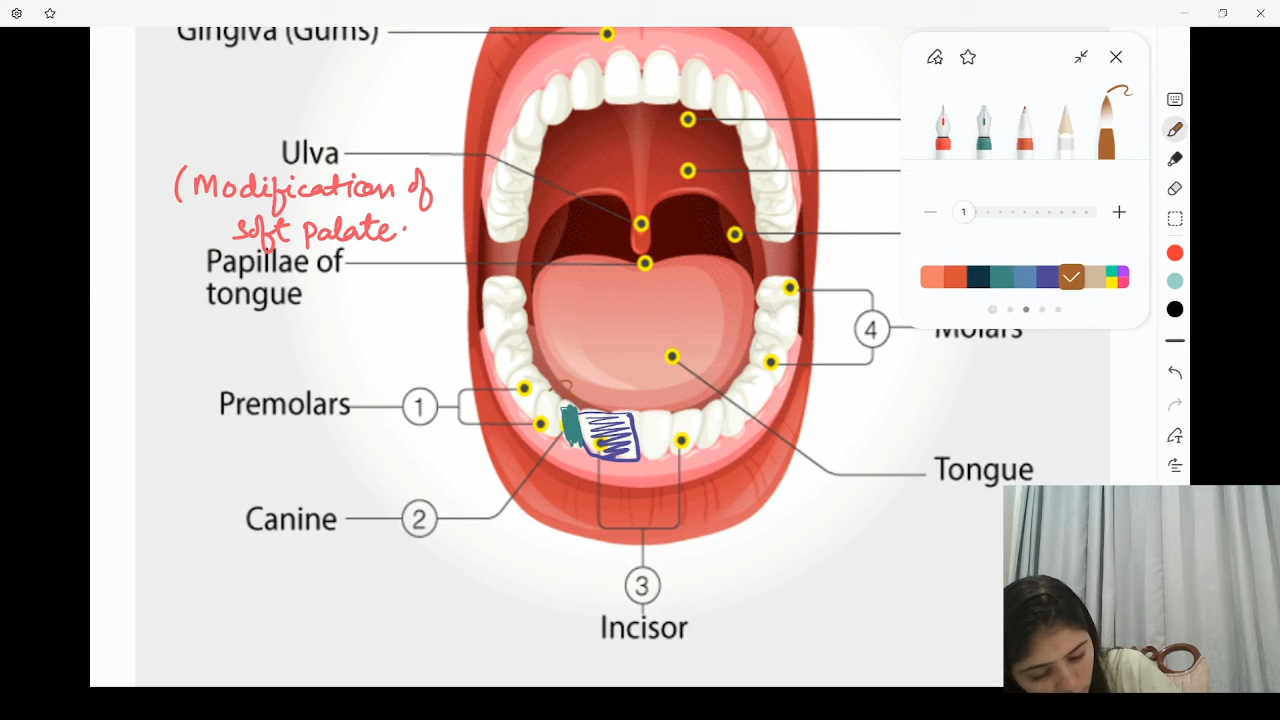 Gingiva (Gums)
Ulva
(Modification of
soft palate.
Papillae of
tongue
Premolars
1
Canine
2
3
Incisor
4
Molars
Tongue
1